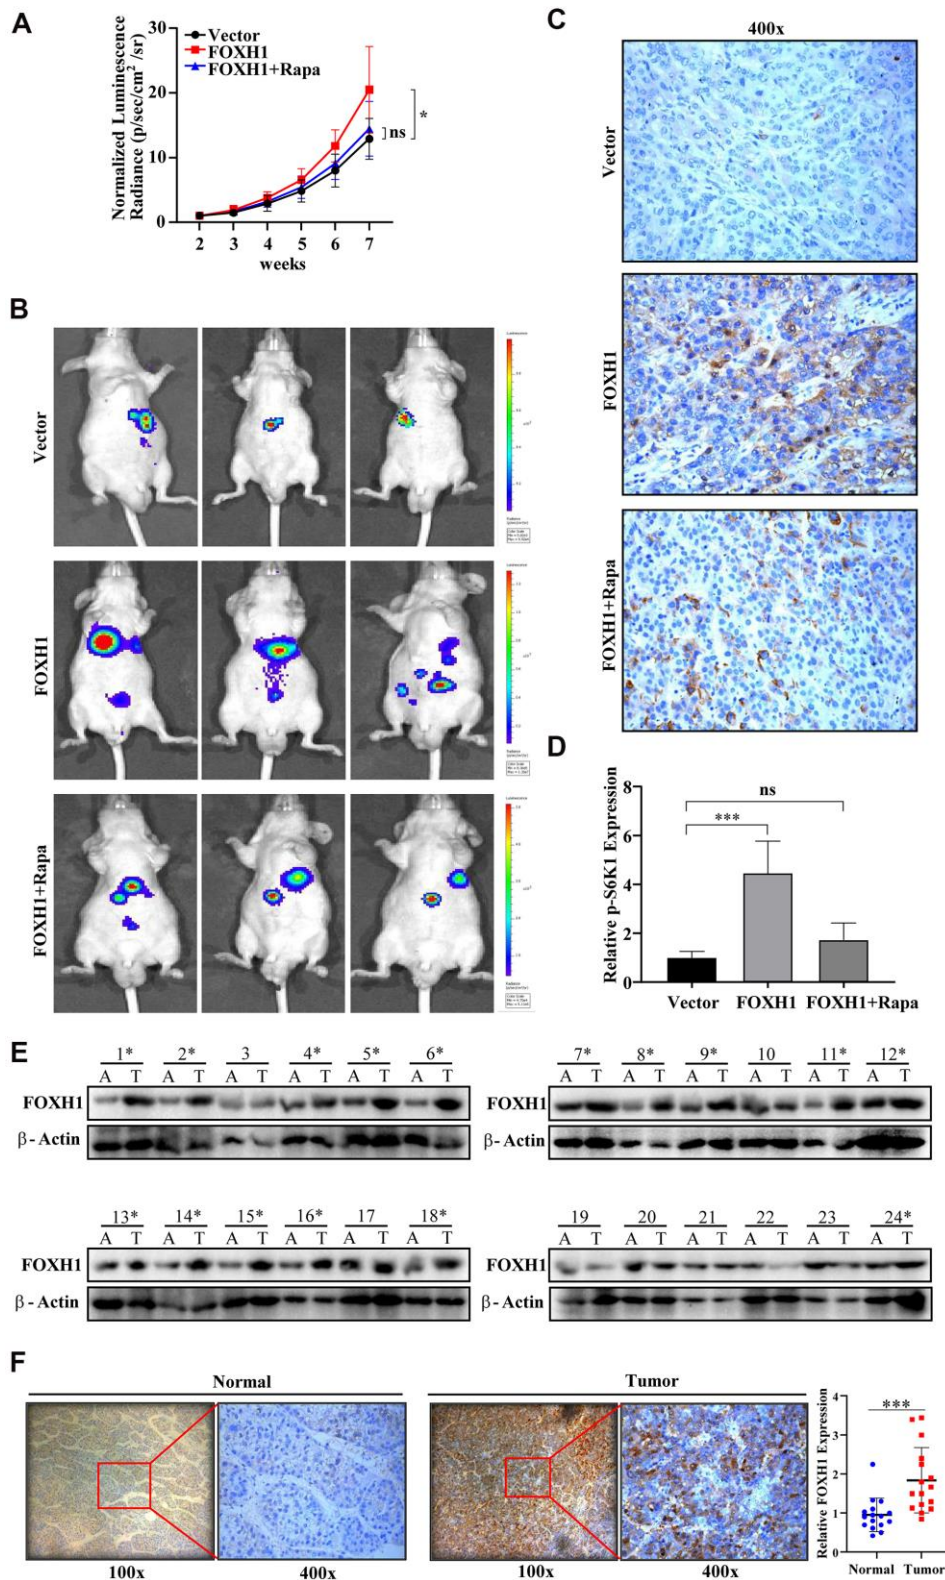 A
Normalized Luminescence
Radiance (p/sec/cm² /sr)
30
20
10
0
Vector
FOXH1
FOXH1+Rapa
ns
*
2 3 4 5 6 7
weeks
B
Vector
FOXH1
FOXH1+Rapa
C
400x
Vector
FOXH1
FOXH1+Rapa
D
Relative p-S6K1 Expression
8
6
4
2
0
ns
***
Vector FOXH1 FOXH1+Rapa
E
1* 2* 3 4* 5* 6*
A T A T A T A T A T A T
FOXH1
β - Actin
7* 8* 9* 10 11* 12*
A T A T A T A T A T A T
FOXH1
β - Actin
13* 14* 15* 16* 17 18*
A T A T A T A T A T A T
FOXH1
β - Actin
19 20 21 22 23 24*
A T A T A T A T A T A T
FOXH1
β - Actin
F
Normal
100x 400x
Tumor
100x 400x
Relative FOXH1 Expression
4
3
2
1
0
***
Normal Tumor